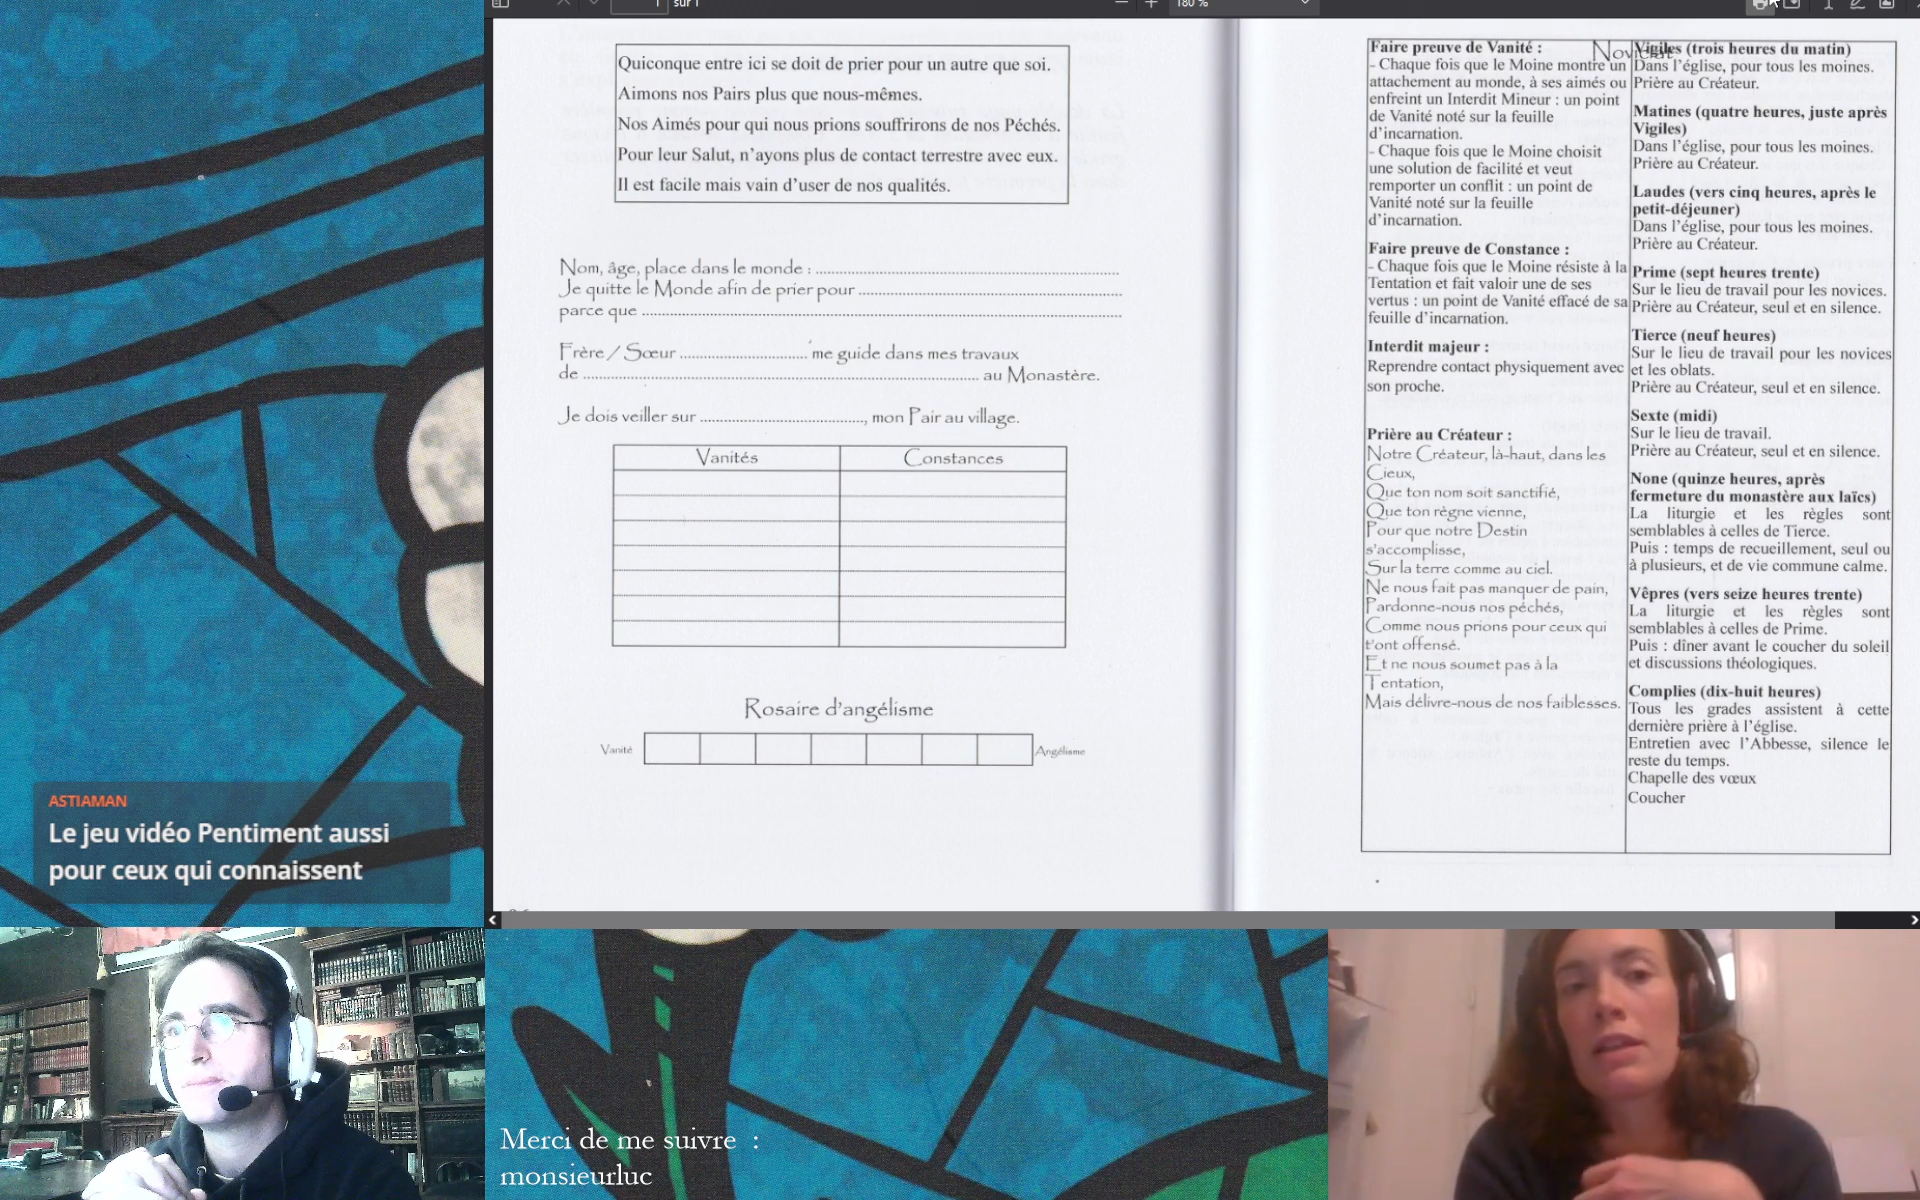 1 sur 1
180 %
Quiconque entre ici se doit de prier pour un autre que soi.
Aimons nos Pairs plus que nous-mêmes.
Nos Aimés pour qui nous prions souffrirons de nos Péchés.
Pour leur Salut, n'ayons plus de contact terrestre avec eux.
Il est facile mais vain d'user de nos qualités.
Nom, âge, place dans le monde :
Je quitte le Monde afin de prier pour
parce que
Frère / Sœur me guide dans mes travaux
de au Monastère.
Je dois veiller sur , mon Pair au village.
Vanités Constances
Rosaire d'angélisme
Vanité Angélisme
Faire preuve de Vanité :
- Chaque fois que le Moine montre un
attachement au monde, à ses aimés ou
enfreint un Interdit Mineur : un point
de Vanité noté sur la feuille
d'incarnation.
- Chaque fois que le Moine choisit
une solution de facilité et veut
remporter un conflit : un point de
Vanité noté sur la feuille
d'incarnation.
Faire preuve de Constance :
- Chaque fois que le Moine résiste à la
Tentation et fait valoir une de ses
vertus : un point de Vanité effacé de sa
feuille d'incarnation.
Interdit majeur :
Reprendre contact physiquement avec
son proche.
Prière au Créateur :
Notre Créateur, là-haut, dans les
Cieux,
Que ton nom soit sanctifié,
Que ton règne vienne,
Pour que notre Destin
s'accomplisse,
Sur la terre comme au ciel.
Ne nous fait pas manquer de pain,
Pardonne-nous nos péchés,
Comme nous prions pour ceux qui
t'ont offensé.
Et ne nous soumet pas à la
Tentation,
Mais délivre-nous de nos faiblesses.
Vigiles (trois heures du matin)
Dans l'église, pour tous les moines.
Prière au Créateur.
Matines (quatre heures, juste après
Vigiles)
Dans l'église, pour tous les moines.
Prière au Créateur.
Laudes (vers cinq heures, après le
petit-déjeuner)
Dans l'église, pour tous les moines.
Prière au Créateur.
Prime (sept heures trente)
Sur le lieu de travail pour les novices.
Prière au Créateur, seul et en silence.
Tierce (neuf heures)
Sur le lieu de travail pour les novices
et les oblats.
Prière au Créateur, seul et en silence.
Sexte (midi)
Sur le lieu de travail.
Prière au Créateur, seul et en silence.
None (quinze heures, après
fermeture du monastère aux laïcs)
La liturgie et les règles sont
semblables à celles de Tierce.
Puis : temps de recueillement, seul ou
à plusieurs, et de vie commune calme.
Vêpres (vers seize heures trente)
La liturgie et les règles sont
semblables à celles de Prime.
Puis : dîner avant le coucher du soleil
et discussions théologiques.
Complies (dix-huit heures)
Tous les grades assistent à cette
dernière prière à l'église.
Entretien avec l'Abbesse, silence le
reste du temps.
Chapelle des vœux
Coucher
ASTIAMAN
Le jeu vidéo Pentiment aussi
pour ceux qui connaissent
Merci de me suivre :
monsieurluc